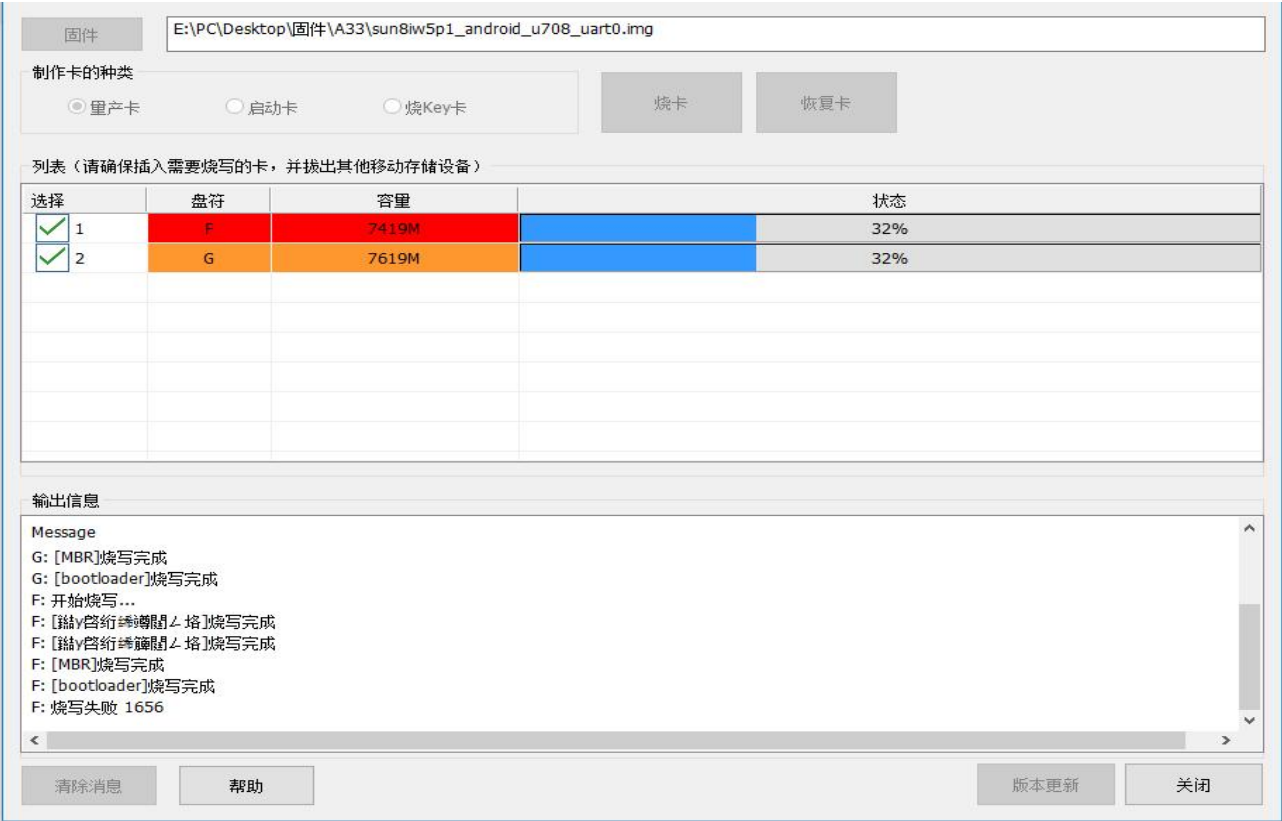 固件 E:\PC\Desktop\固件\A33\sun8iw5p1_android_u708_uart0.img
制作卡的种类
量产卡 启动卡 烧Key卡 烧卡 恢复卡
列表（请确保插入需要烧写的卡，并拔出其他移动存储设备）
选择 盘符 容量 状态
1 F 7419M 32%
2 G 7619M 32%
输出信息
Message
G: [MBR]烧写完成
G: [bootloader]烧写完成
F: 开始烧写...
F: 烧写完成
F: 烧写完成
F: [MBR]烧写完成
F: [bootloader]烧写完成
F: 烧写失败 1656
清除消息 帮助 版本更新 关闭